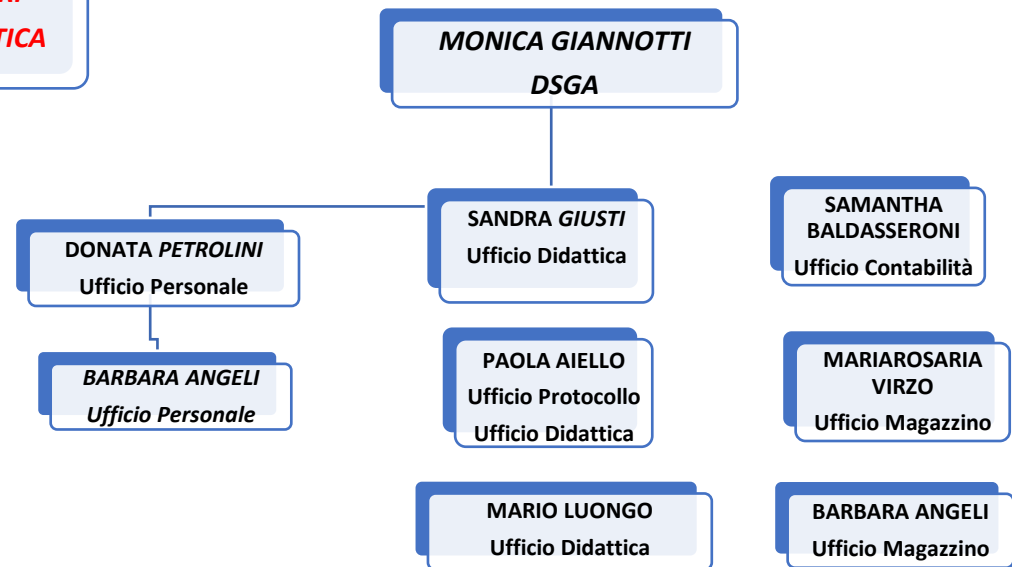 TICA
MONICA GIANNOTTI
DSGA
SANDRA GIUSTI
Ufficio Didattica
SAMANTHA
BALDASSERONI
Ufficio Contabilità
DONATA PETROLINI
Ufficio Personale
BARBARA ANGELI
Ufficio Personale
PAOLA AIELLO
Ufficio Protocollo
Ufficio Didattica
MARIAROSARIA
VIRZO
Ufficio Magazzino
MARIO LUONGO
Ufficio Didattica
BARBARA ANGELI
Ufficio Magazzino